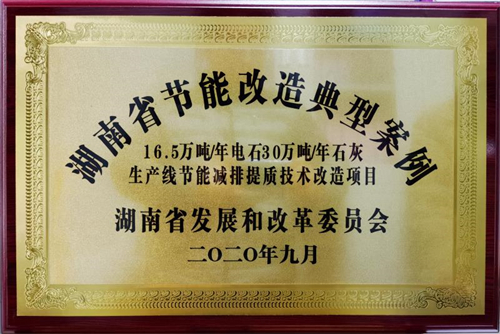 湖南省节能改造典型案例
16.5万吨/年电石30万吨/年石灰
生产线节能减排提质技术改造项目
湖南省发展和改革委员会
二〇二〇年九月